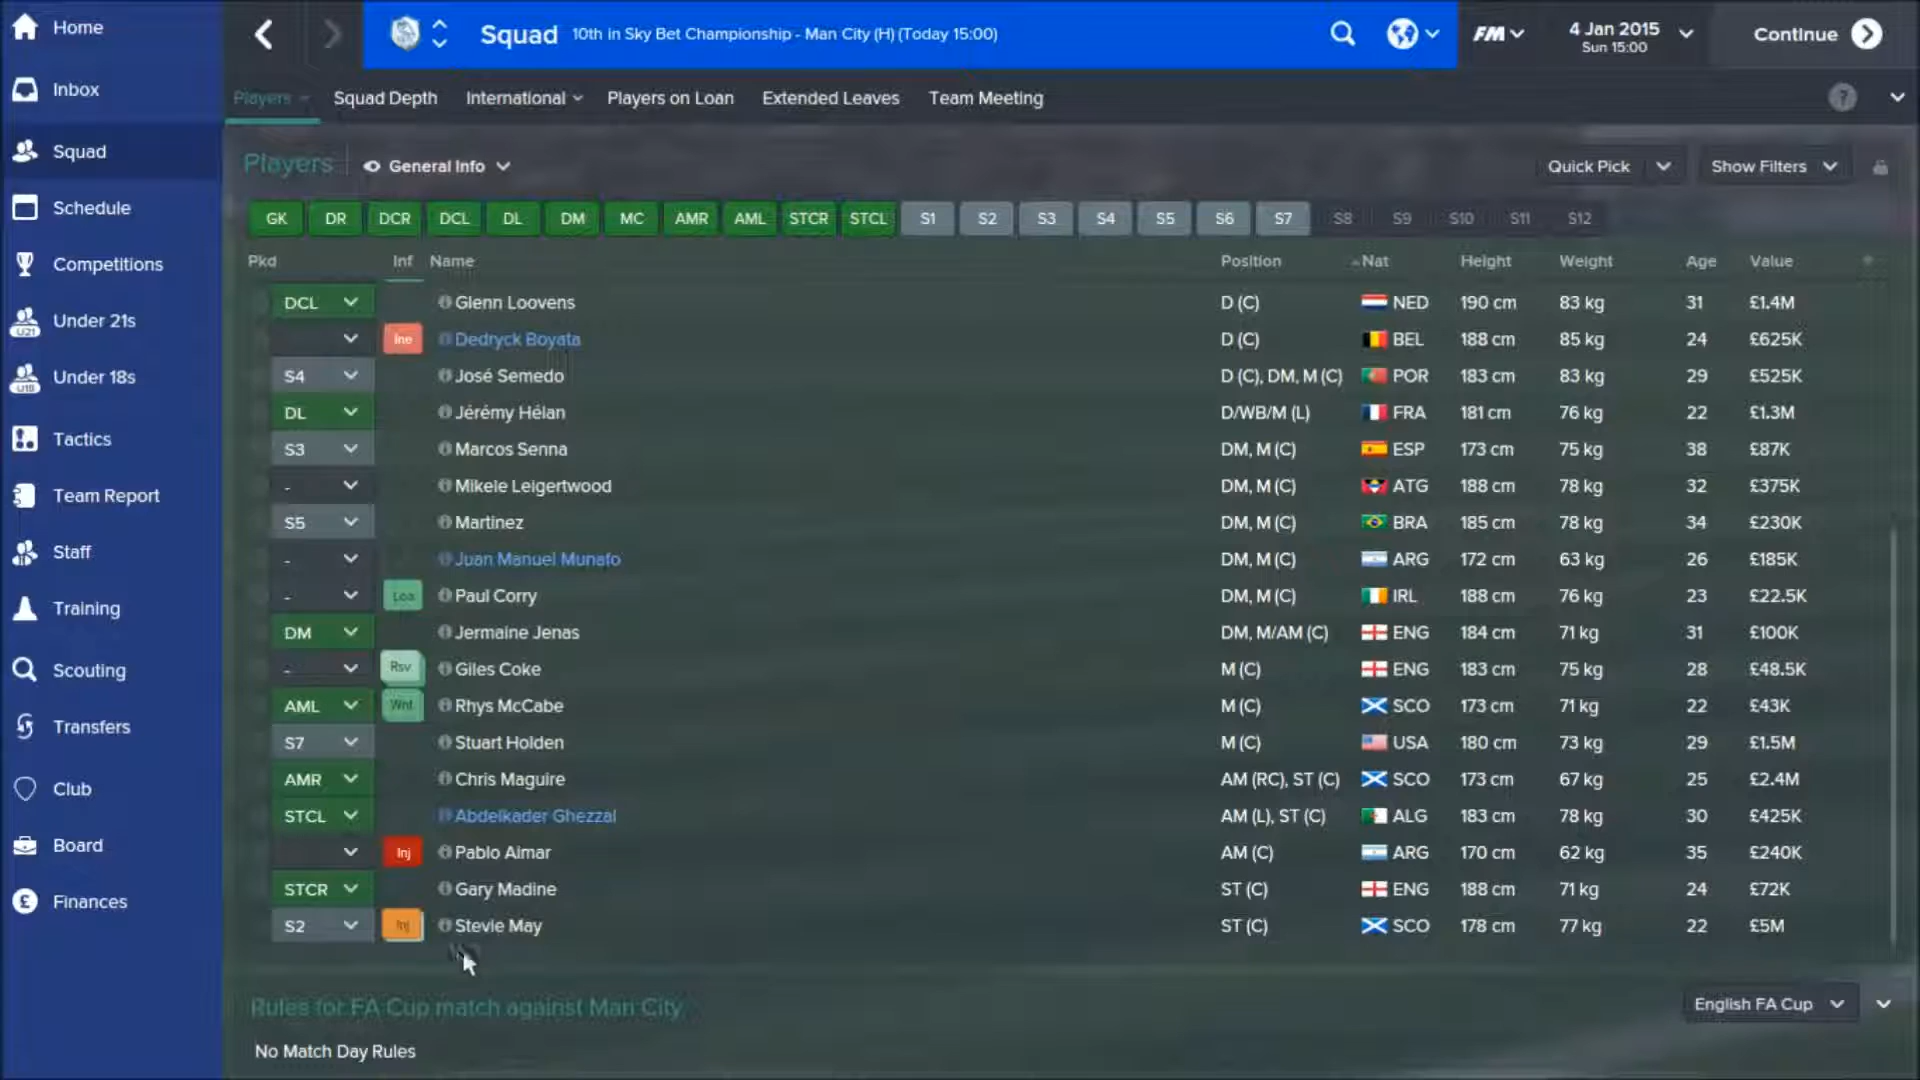 Home
Squad 10th in Sky Bet Championship - Man City (H) (Today 15:00)
FM
4 Jan 2015
Sun 15:00
Continue
Inbox
Squad
Schedule
Competitions
Under 21s
Under 18s
Tactics
Team Report
Staff
Training
Scouting
Transfers
Club
Board
Finances
Players Squad Depth International Players on Loan Extended Leaves Team Meeting ?
Players General Info Quick Pick Show Filters
GK DR DCR DCL DL DM MC AMR AML STCR STCL S1 S2 S3 S4 S5 S6 S7 S8 S9 S10 S11 S12
Pkd Inf Name Position Nat Height Weight Age Value
DCL Glenn Loovens D (C) NED 190 cm 83 kg 31 £1.4M
Ine Dedryck Boyata D (C) BEL 188 cm 85 kg 24 £625K
S4 José Semedo D (C), DM, M (C) POR 183 cm 83 kg 29 £525K
DL Jérémy Hélan D/WB/M (L) FRA 181 cm 76 kg 22 £1.3M
S3 Marcos Senna DM, M (C) ESP 173 cm 75 kg 38 £87K
- Mikele Leigertwood DM, M (C) ATG 188 cm 78 kg 32 £375K
S5 Martinez DM, M (C) BRA 185 cm 78 kg 34 £230K
- Juan Manuel Munafo DM, M (C) ARG 172 cm 63 kg 26 £185K
- Loa Paul Corry DM, M (C) IRL 188 cm 76 kg 23 £22.5K
DM Jermaine Jenas DM, M/AM (C) ENG 184 cm 71 kg 31 £100K
- Rsv Giles Coke M (C) ENG 183 cm 75 kg 28 £48.5K
AML Wnt Rhys McCabe M (C) SCO 173 cm 71 kg 22 £43K
S7 Stuart Holden M (C) USA 180 cm 73 kg 29 £1.5M
AMR Chris Maguire AM (RC), ST (C) SCO 173 cm 67 kg 25 £2.4M
STCL Abdelkader Ghezzal AM (L), ST (C) ALG 183 cm 78 kg 30 £425K
Inj Pablo Aimar AM (C) ARG 170 cm 62 kg 35 £240K
STCR Gary Madine ST (C) ENG 188 cm 71 kg 24 £72K
S2 Inj Stevie May ST (C) SCO 178 cm 77 kg 22 £5M
Rules for FA Cup match against Man City
English FA Cup
No Match Day Rules